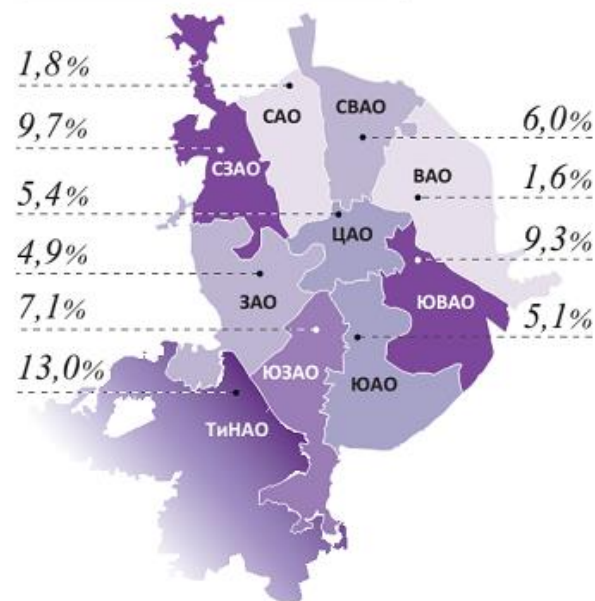 1,8%
САО
СВАО
9,7%
6,0%
СЗАО
ВАО
1,6%
5,4%
ЦАО
4,9%
9,3%
ЗАО
ЮВАО
7,1%
5,1%
ЮЗАО
ЮАО
13,0%
ТиНАО